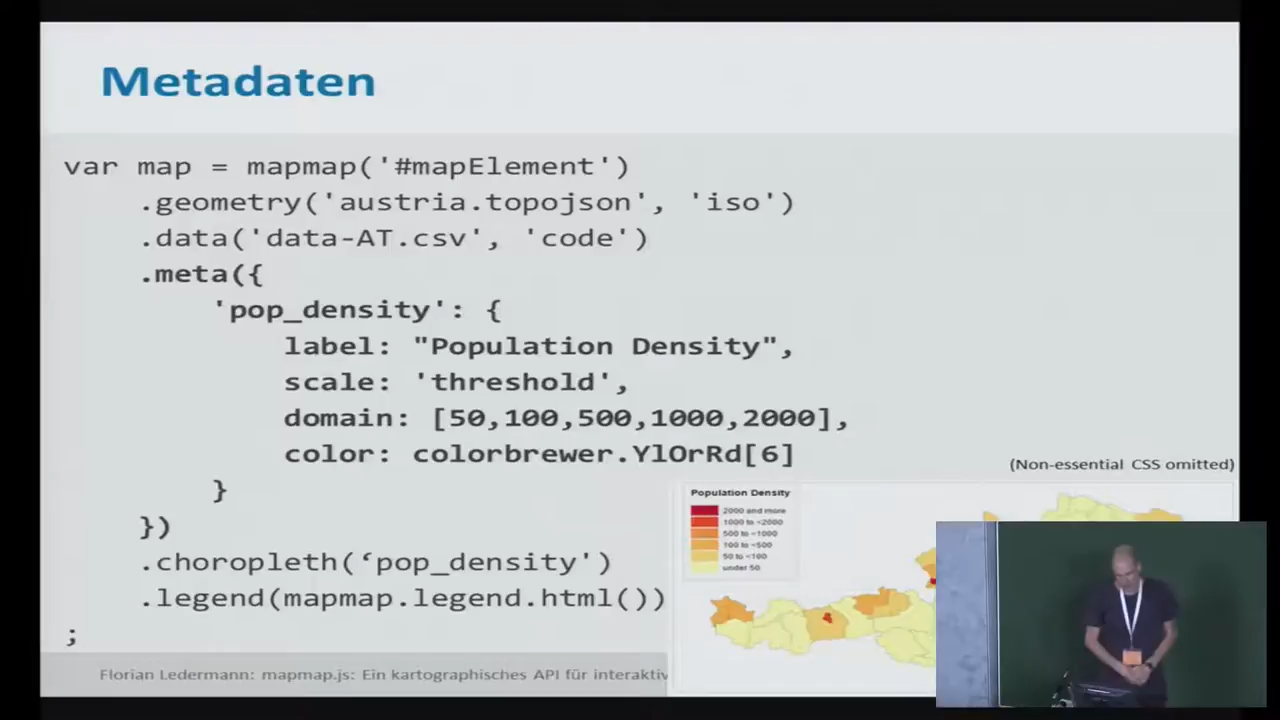 Metadaten
var map = mapmap('#mapElement')
.geometry('austria.topojson', 'iso')
.data('data-AT.csv', 'code')
.meta({
'pop_density': {
label: "Population Density",
scale: 'threshold',
domain: [50,100,500,1000,2000],
color: colorbrewer.YlOrRd[6]
}
})
.choropleth(‘pop_density')
.legend(mapmap.legend.html())
;
(Non-essential CSS omitted)
Population Density
2000 and more
1000 to <2000
500 to <1000
100 to <500
50 to <100
under 50
Florian Ledermann: mapmap.js: Ein kartographisches API für interaktiv